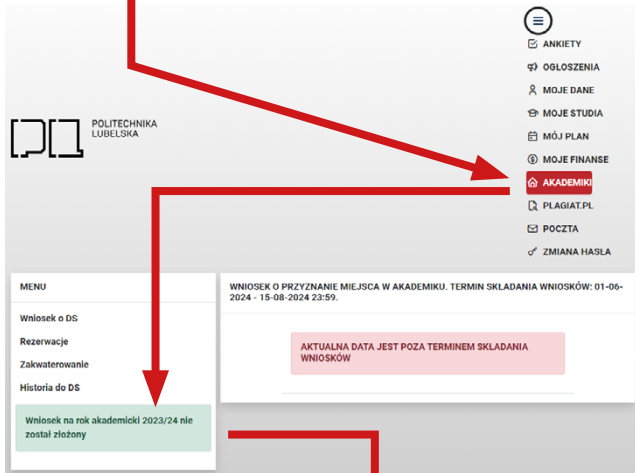 ANKIETY
OGŁOSZENIA
MOJE DANE
MOJE STUDIA
MÓJ PLAN
MOJE FINANSE
AKADEMIKI
PLAGIAT.PL
POCZTA
ZMIANA HASŁA
POLITECHNIKA
LUBELSKA
MENU
Wniosek o DS
Rezerwacje
Zakwaterowanie
Historia do DS
Wniosek na rok akademicki 2023/24 nie
został złożony
WNIOSEK O PRZYZNANIE MIEJSCA W AKADEMIKU. TERMIN SKŁADANIA WNIOSKÓW: 01-06-
2024 - 15-08-2024 23:59.
AKTUALNA DATA JEST POZA TERMINEM SKŁADANIA
WNIOSKÓW